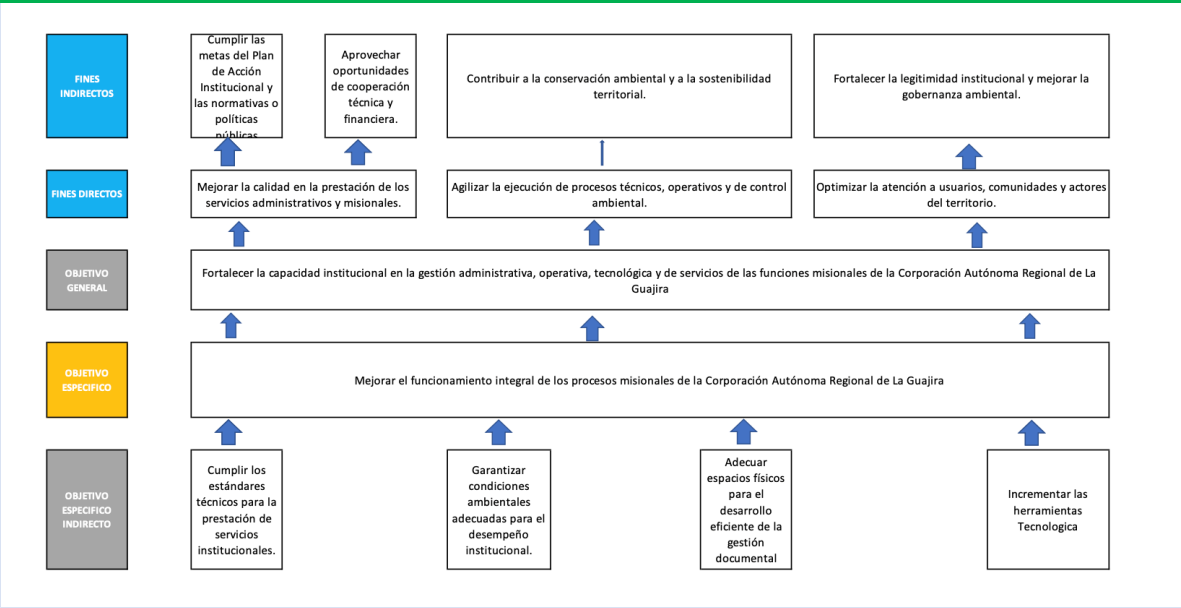 FINES
INDIRECTOS
Cumplir las
metas del Plan
de Acción
Institucional y
las normativas o
políticas
públicas
Aprovechar
oportunidades
de cooperación
técnica y
financiera.
Contribuir a la conservación ambiental y a la sostenibilidad
territorial.
Fortalecer la legitimidad institucional y mejorar la
gobernanza ambiental.
FINES DIRECTOS
Mejorar la calidad en la prestación de los
servicios administrativos y misionales.
Agilizar la ejecución de procesos técnicos, operativos y de control
ambiental.
Optimizar la atención a usuarios, comunidades y actores
del territorio.
OBJETIVO
GENERAL
Fortalecer la capacidad institucional en la gestión administrativa, operativa, tecnológica y de servicios de las funciones misionales de la Corporación Autónoma Regional de La
Guajira
OBJETIVO
ESPECIFICO
Mejorar el funcionamiento integral de los procesos misionales de la Corporación Autónoma Regional de La Guajira
OBJETIVO
ESPECIFICO
INDIRECTO
Cumplir los
estándares
técnicos para la
prestación de
servicios
institucionales.
Garantizar
condiciones
ambientales
adecuadas para el
desempeño
institucional.
Adecuar
espacios físicos
para el
desarrollo
eficiente de la
gestión
documental
Incrementar las
herramientas
Tecnologica